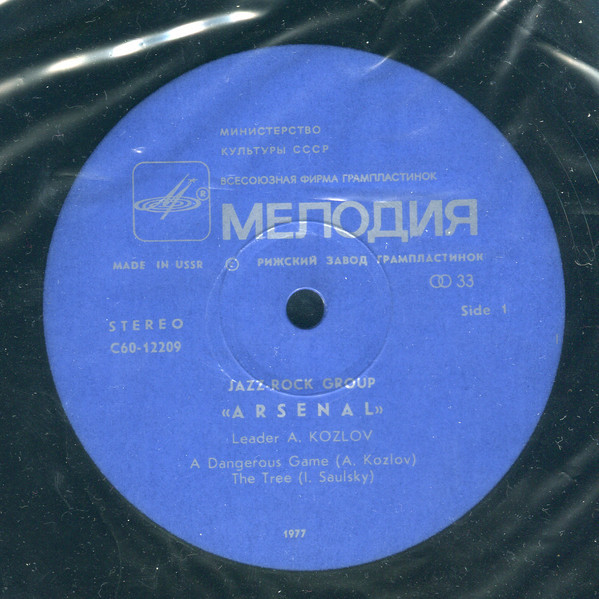 МИНИСТЕРСТВО
КУЛЬТУРЫ СССР
ВСЕСОЮЗНАЯ ФИРМА ГРАМПЛАСТИНОК
®
МЕЛОДИЯ
MADE IN USSR РИЖСКИЙ ЗАВОД ГРАМПЛАСТИНОК
33
Side 1
STEREO
С60-12209
JAZZ-ROCK GROUP
«ARSENAL»
Leader A. KOZLOV
A Dangerous Game (A. Kozlov)
The Tree (I. Saulsky)
1977